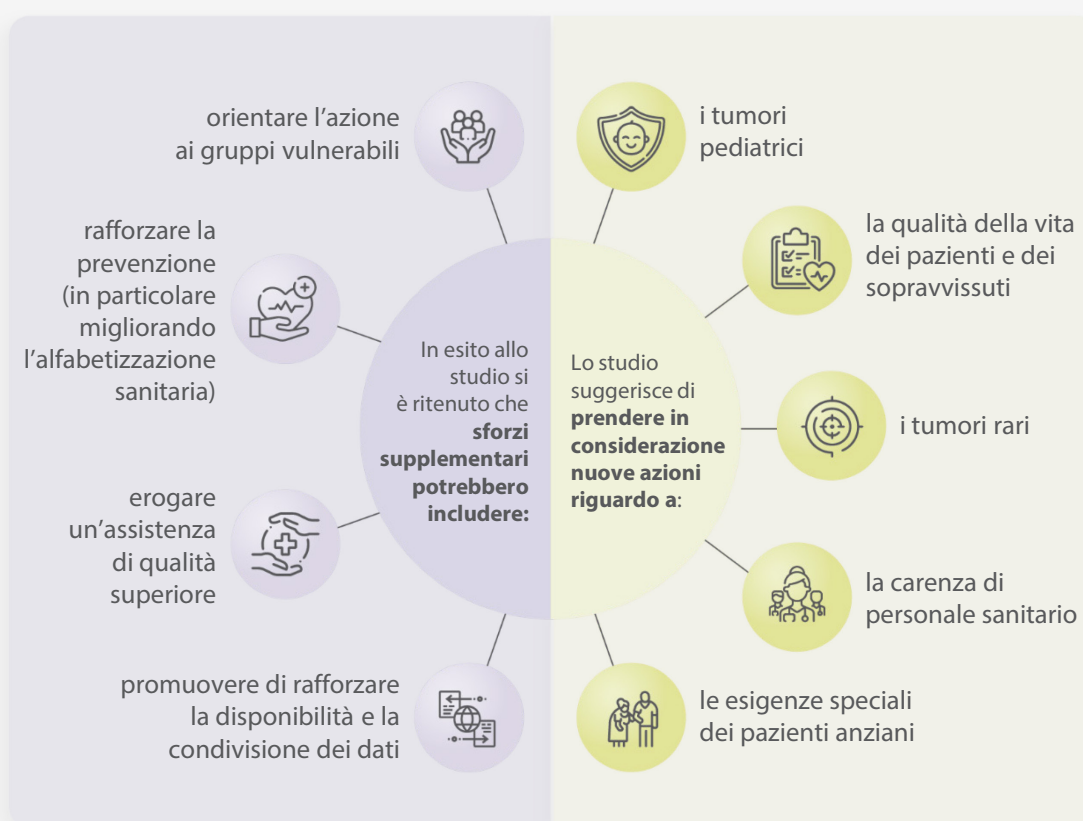 orientare l'azione
ai gruppi vulnerabili
rafforzare la
prevenzione
(in particolare
migliorando
l'alfabetizzazione
sanitaria)
erogare
un'assistenza
di qualità
superiore
promuovere di rafforzare
la disponibilità e la
condivisione dei dati
In esito allo
studio si
è ritenuto che
sforzi
supplementari
potrebbero
includere:
Lo studio
suggerisce di
prendere in
considerazione
nuove azioni
riguardo a:
i tumori
pediatrici
la qualità della vita
dei pazienti e dei
sopravvissuti
i tumori rari
la carenza di
personale sanitario
le esigenze speciali
dei pazienti anziani